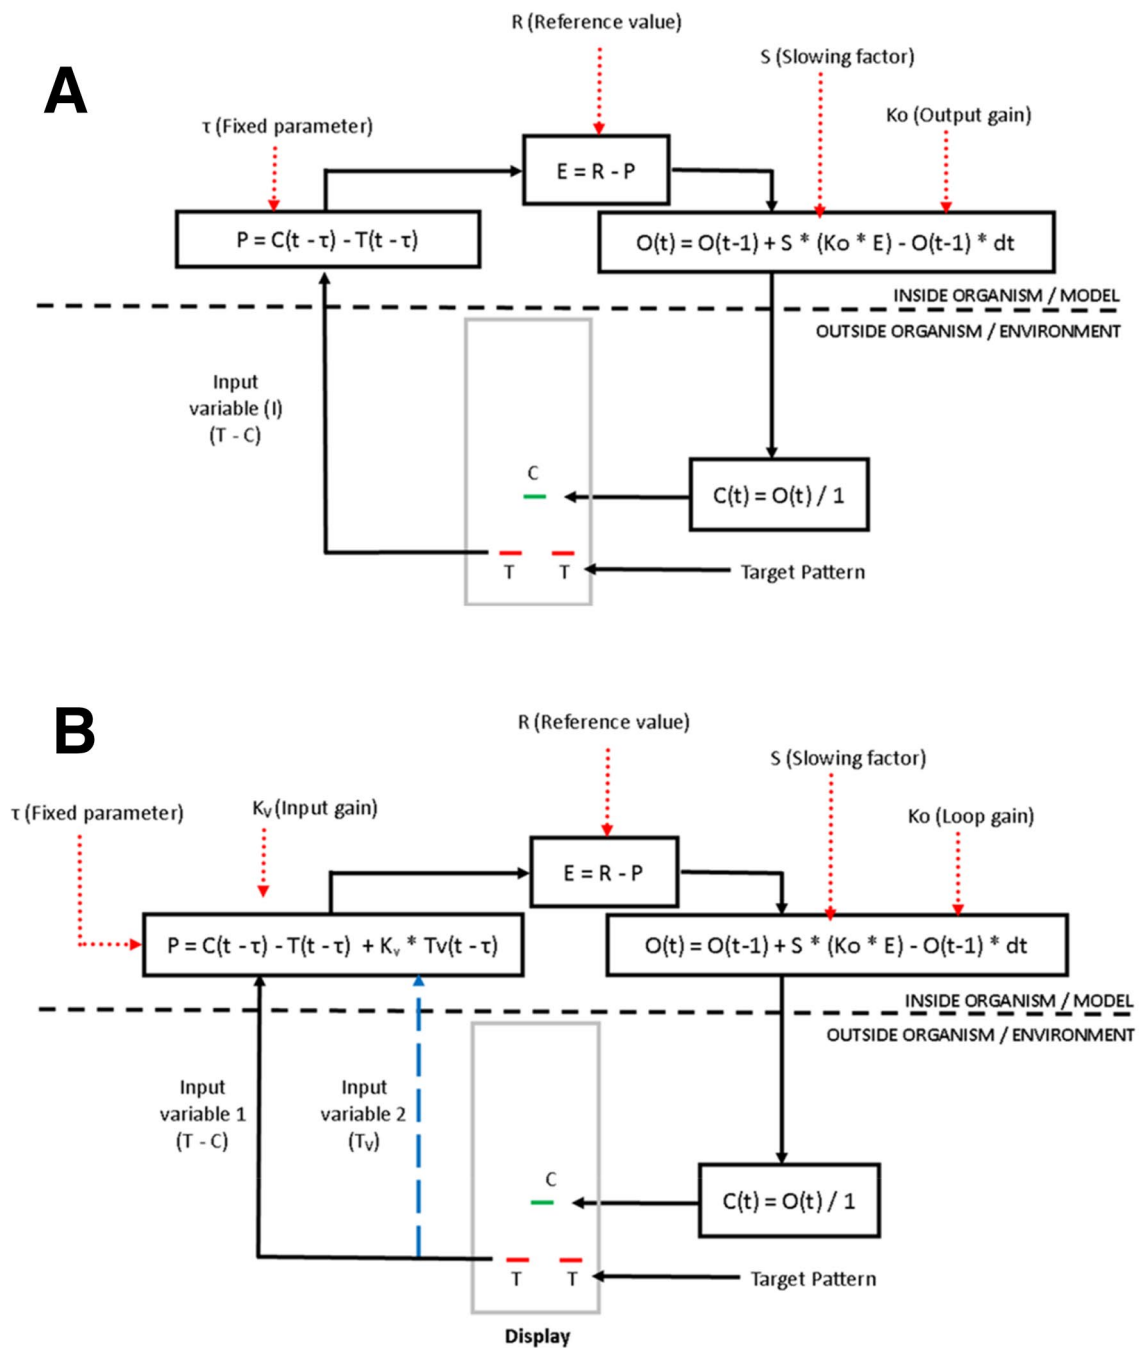 A
R (Reference value)
S (Slowing factor)
Ko (Output gain)
τ (Fixed parameter)
E = R - P
P = C(t - τ) - T(t - τ)
O(t) = O(t-1) + S * (Ko * E) - O(t-1) * dt
INSIDE ORGANISM / MODEL
OUTSIDE ORGANISM / ENVIRONMENT
Input
variable (I)
(T - C)
C
C(t) = O(t) / 1
T T
Target Pattern
B
R (Reference value)
S (Slowing factor)
τ (Fixed parameter)
Kᵥ (Input gain)
Ko (Loop gain)
E = R - P
P = C(t - τ) - T(t - τ) + Kᵥ * Tv(t - τ)
O(t) = O(t-1) + S * (Ko * E) - O(t-1) * dt
INSIDE ORGANISM / MODEL
OUTSIDE ORGANISM / ENVIRONMENT
Input
variable 1
(T - C)
Input
variable 2
(Tᵥ)
C
C(t) = O(t) / 1
T T
Target Pattern
Display